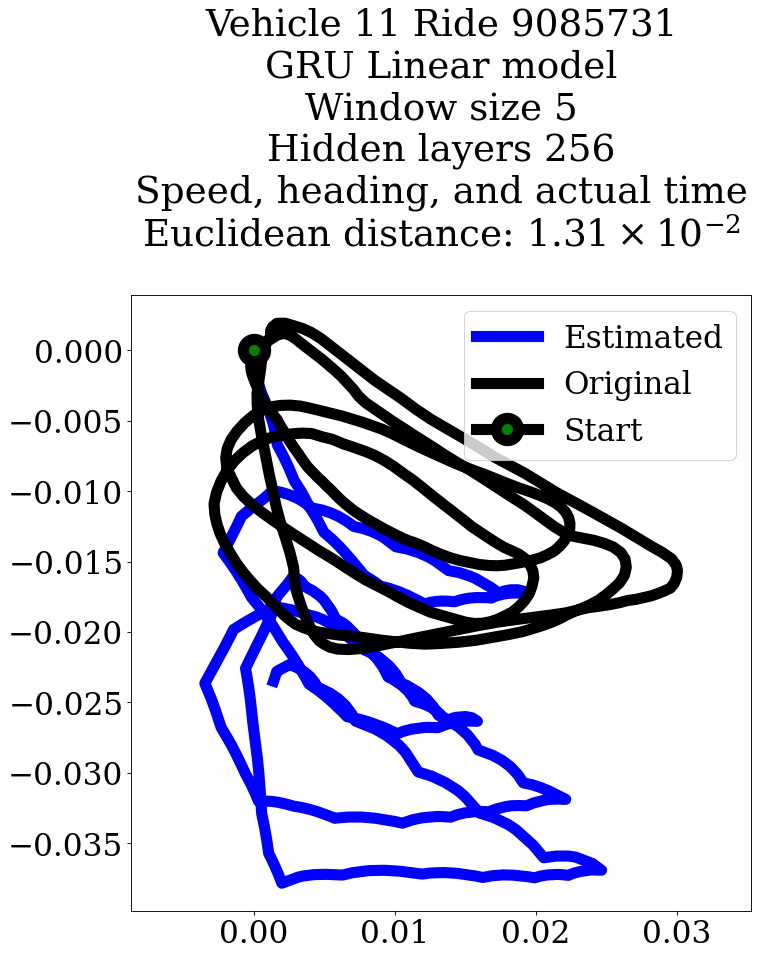 Vehicle 11 Ride 9085731
GRU Linear model
Window size 5
Hidden layers 256
Speed, heading, and actual time
Euclidean distance: 1.31 × 10⁻²
Estimated
Original
Start
0.000
−0.005
−0.010
−0.015
−0.020
−0.025
−0.030
−0.035
0.00
0.01
0.02
0.03